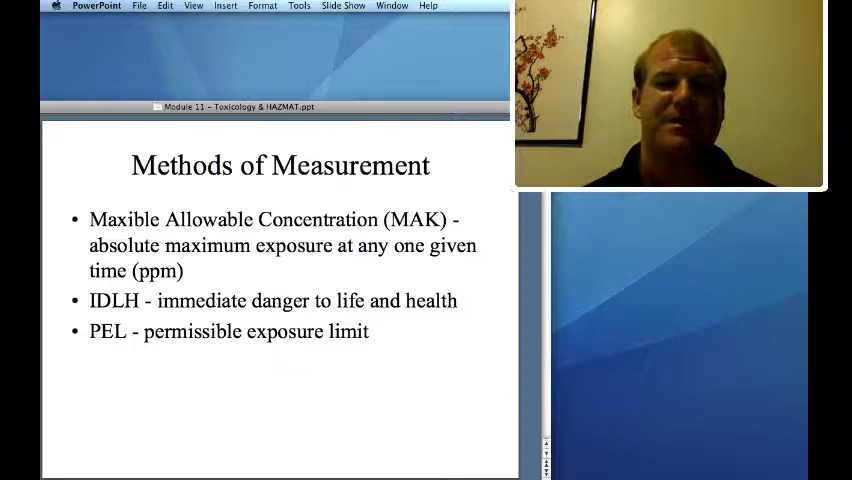 PowerPoint File Edit View Insert Format Tools Slide Show Window Help
Module 11 - Toxicology & HAZMAT.ppt
Methods of Measurement
• Maxible Allowable Concentration (MAK) -
absolute maximum exposure at any one given
time (ppm)
• IDLH - immediate danger to life and health
• PEL - permissible exposure limit